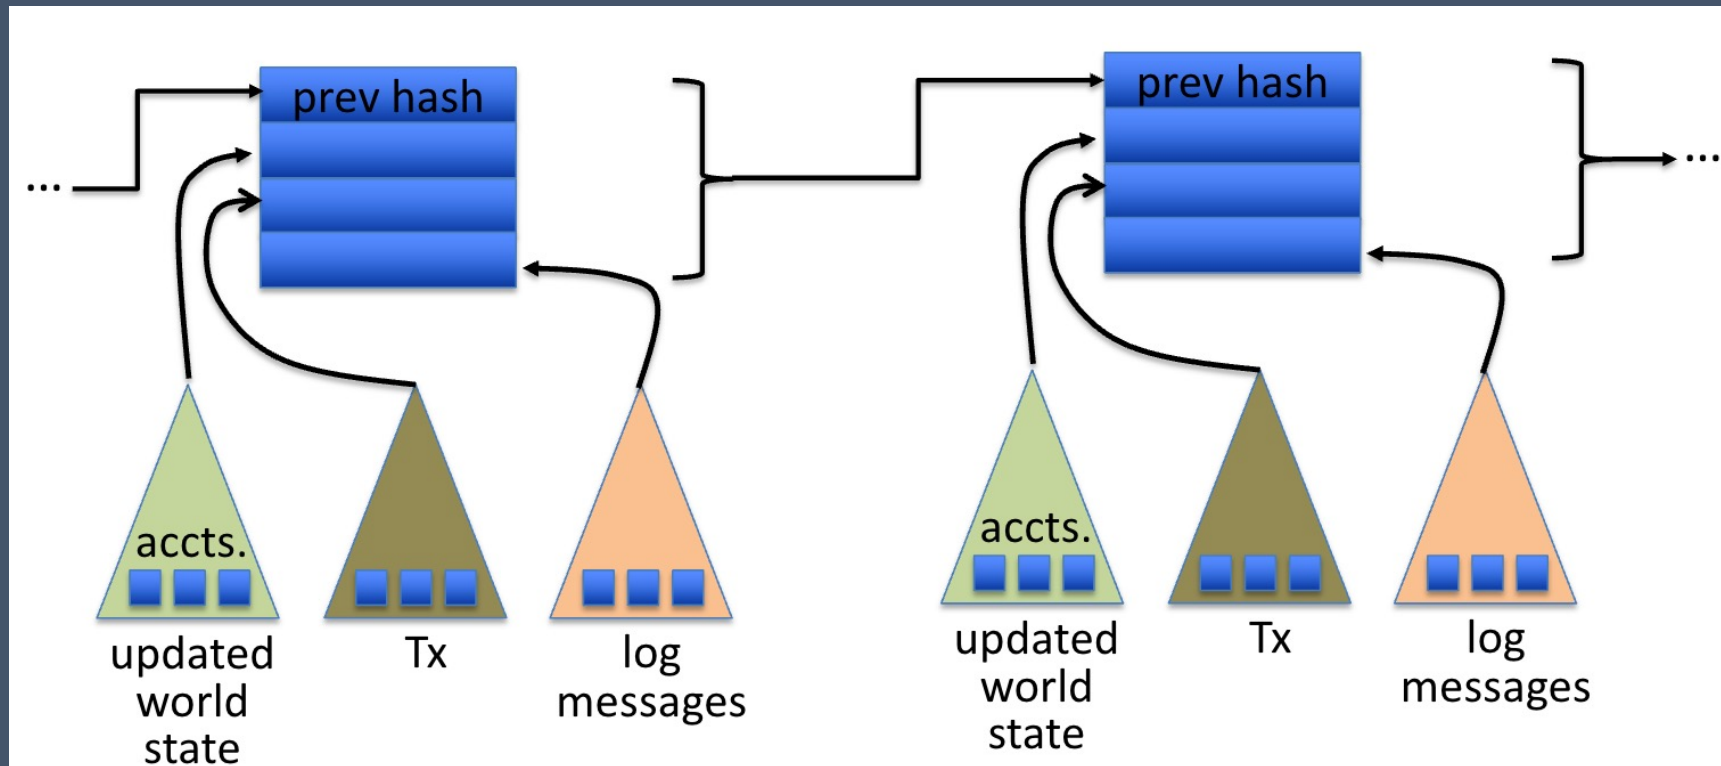 prev hash
prev hash
...
...
accts.
accts.
updated
world
state
Tx
log
messages
updated
world
state
Tx
log
messages